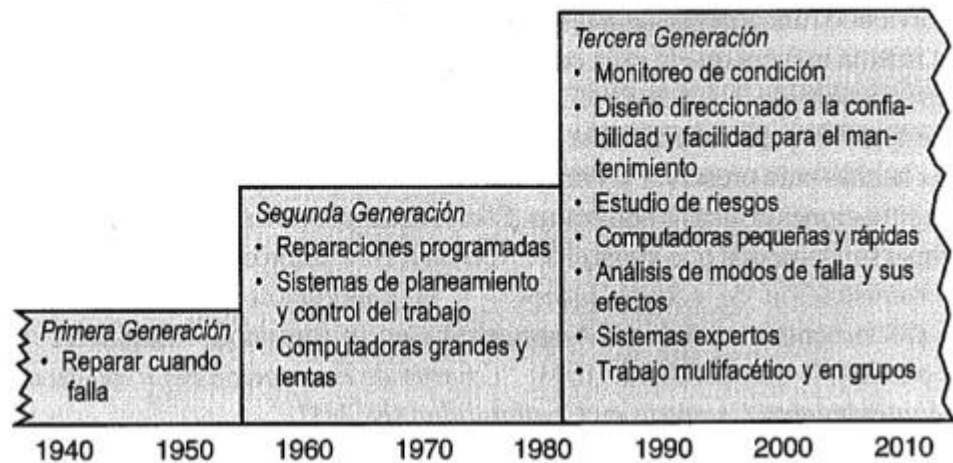 Primera Generación
• Reparar cuando
falla
Segunda Generación
• Reparaciones programadas
• Sistemas de planeamiento
y control del trabajo
• Computadoras grandes y
lentas
Tercera Generación
• Monitoreo de condición
• Diseño direccionado a la confia-
bilidad y facilidad para el man-
tenimiento
• Estudio de riesgos
• Computadoras pequeñas y rápidas
• Análisis de modos de falla y sus
efectos
• Sistemas expertos
• Trabajo multifacético y en grupos
1940 1950 1960 1970 1980 1990 2000 2010